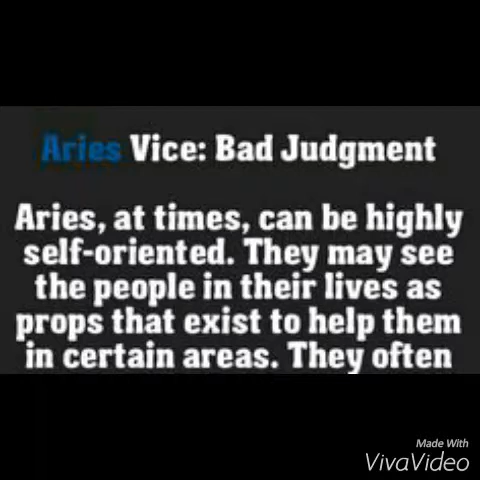 Aries Vice: Bad Judgment
Aries, at times, can be highly
self-oriented. They may see
the people in their lives as
props that exist to help them
in certain areas. They often
Made With
VivaVideo